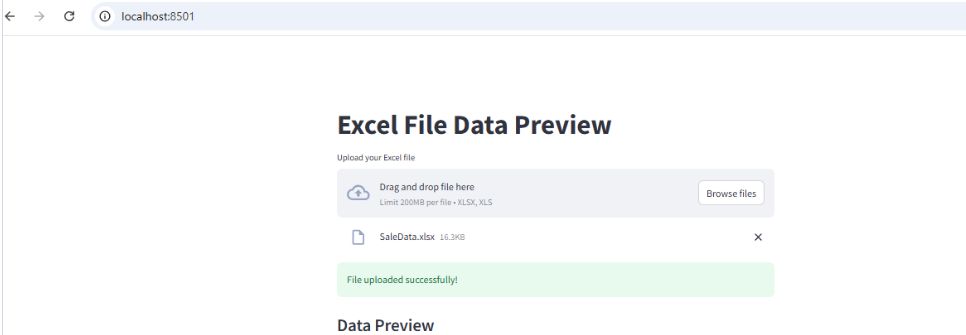 localhost:8501
Excel File Data Preview
Upload your Excel file
Drag and drop file here
Limit 200MB per file • XLSX, XLS
Browse files
SaleData.xlsx 16.3KB
File uploaded successfully!
Data Preview